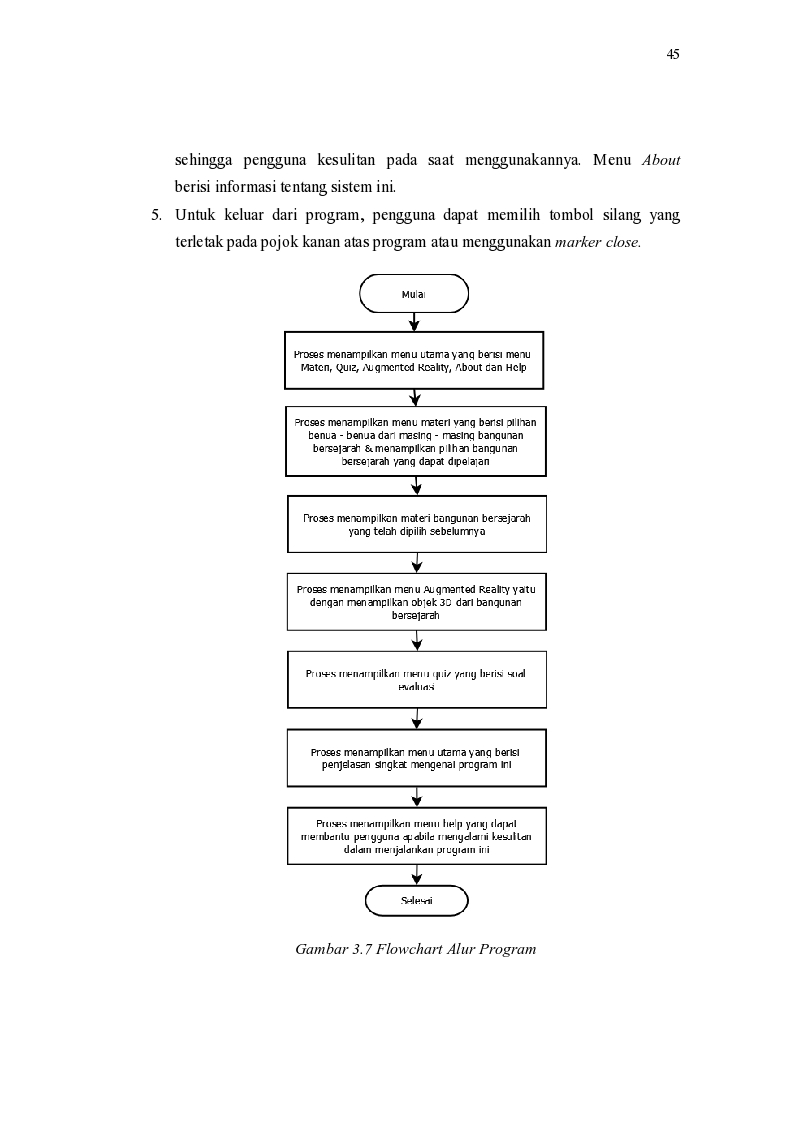 45
sehingga pengguna kesulitan pada saat menggunakannya. Menu About
berisi informasi tentang sistem ini.
5. Untuk keluar dari program, pengguna dapat memilih tombol silang yang
terletak pada pojok kanan atas program atau menggunakan marker close.
Mulai
Proses menampilkan menu utama yang berisi menu
Materi, Quiz, Augmented Reality, About dan Help
Proses menampilkan menu materi yang berisi pilihan
benua - benua dari masing - masing bangunan
bersejarah & menampilkan pilihan bangunan
bersejarah yang dapat dipelajari
Proses menampilkan materi bangunan bersejarah
yang telah dipilih sebelumnya
Proses menampilkan menu Augmented Reality yaitu
dengan menampilkan objek 3D dari bangunan
bersejarah
Proses menampilkan menu quiz yang berisi soal
evaluasi
Proses menampilkan menu utama yang berisi
penjelasan singkat mengenai program ini
Proses menampilkan menu help yang dapat
membantu pengguna apabila mengalami kesulitan
dalam menjalankan program ini
Selesai
Gambar 3.7 Flowchart Alur Program